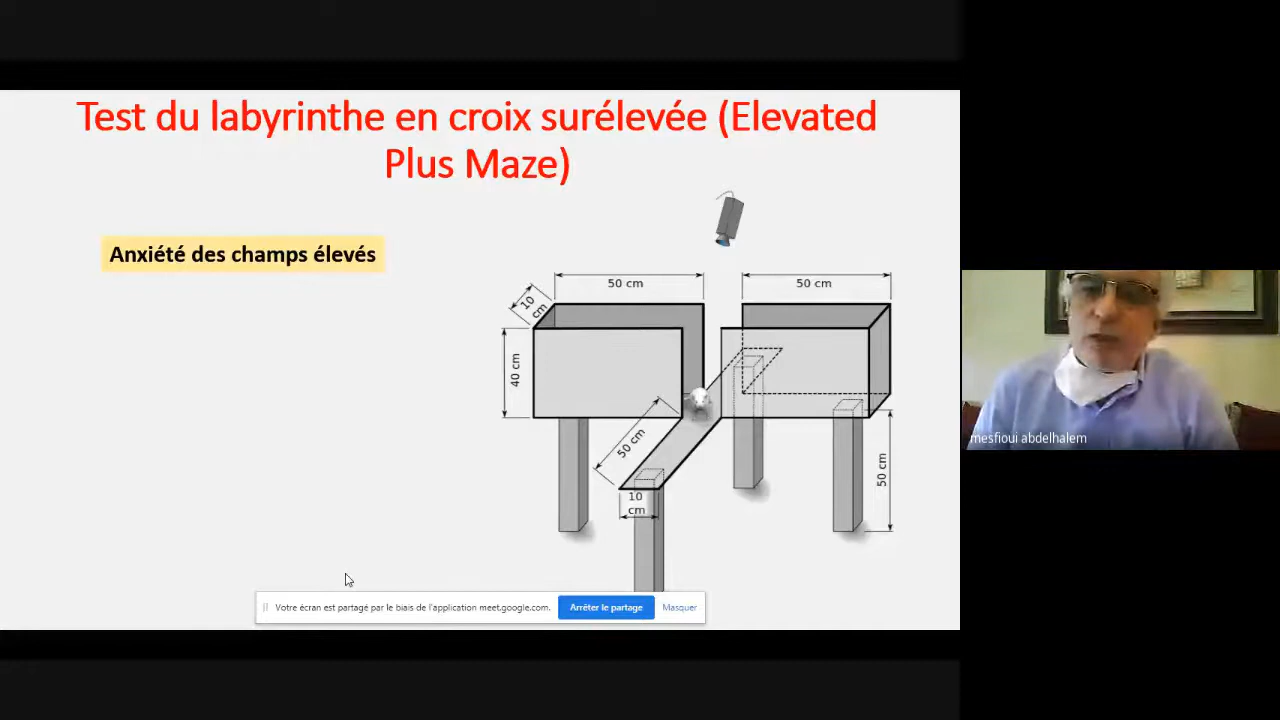 Test du labyrinthe en croix surélevée (Elevated
Plus Maze)
Anxiété des champs élevés
50 cm
50 cm
10
cm
40 cm
50 cm
10
cm
50 cm
mesfioui abdelhalem
Votre écran est partagé par le biais de l'application meet.google.com.
Arrêter le partage
Masquer